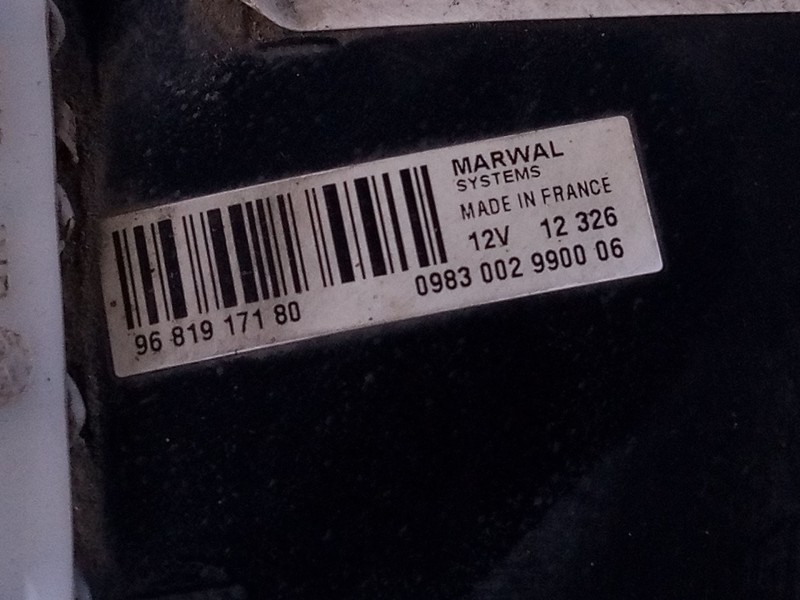 MARWAL
SYSTEMS
MADE IN FRANCE
12V 12 326
0983 002 9900 06
96 819 171 80